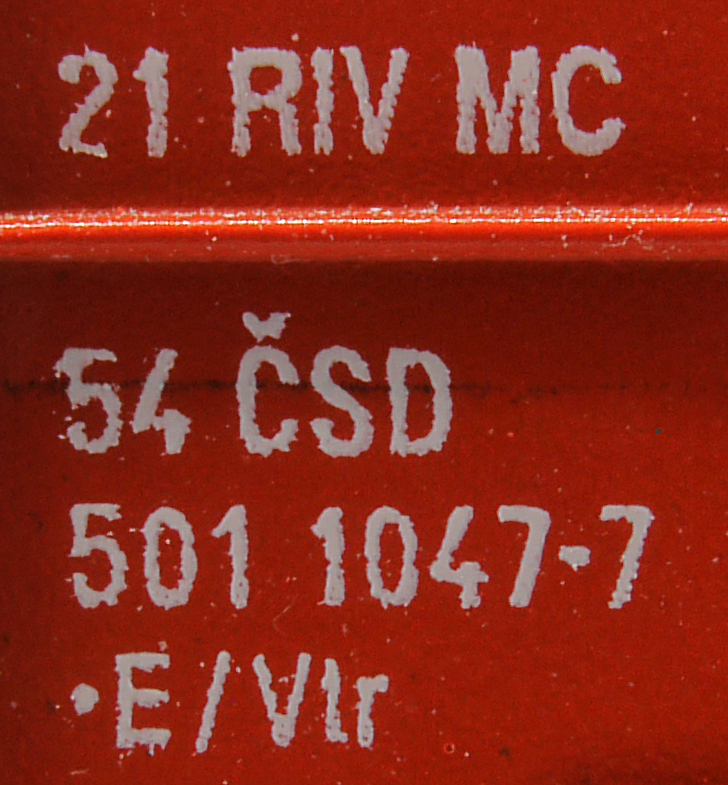 21 RIV MC
54 ČSD
501 1047-7
·E/Vtr